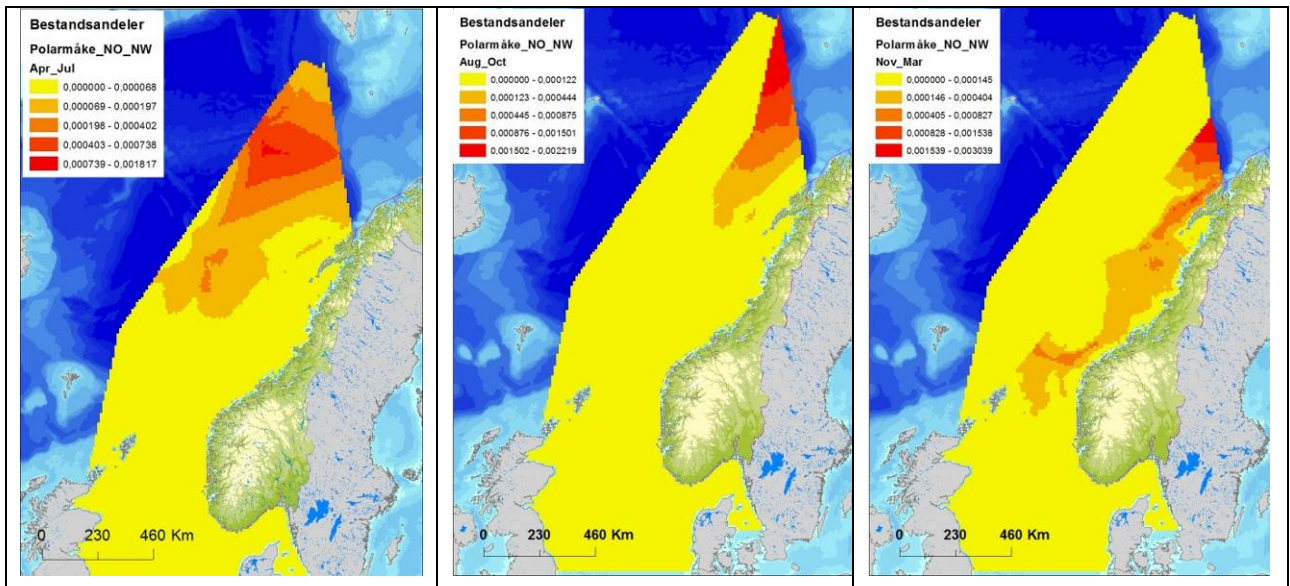 Bestandsandeler
Polarmåke_NO_NW
Apr_Jul
0,000000 - 0,000068
0,000069 - 0,000197
0,000198 - 0,000402
0,000403 - 0,000738
0,000739 - 0,001817
0 230 460 Km
Bestandsandeler
Polarmåke_NO_NW
Aug_Oct
0,000000 - 0,000122
0,000123 - 0,000444
0,000445 - 0,000875
0,000876 - 0,001501
0,001502 - 0,002219
0 230 460 Km
Bestandsandeler
Polarmåke_NO_NW
Nov_Mar
0,000000 - 0,000145
0,000146 - 0,000404
0,000405 - 0,000827
0,000828 - 0,001538
0,001539 - 0,003039
0 230 460 Km